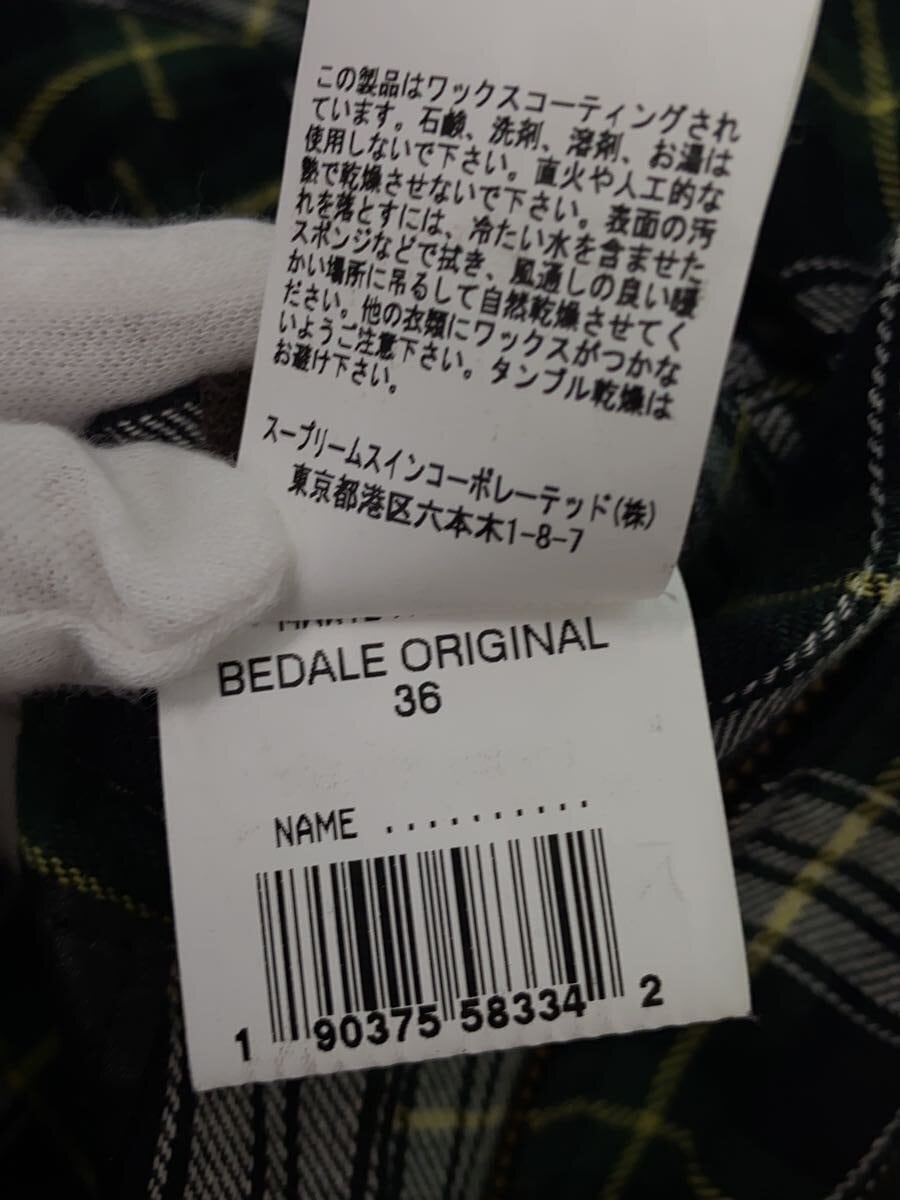 この製品はワックスコーティングされ
ています。石鹸、洗剤、溶剤、お湯は
使用しないで下さい。直火や人工的な
熱で乾燥させないで下さい。表面の汚
れを落とすには、冷たい水を含ませた
スポンジなどで拭き、風通しの良い暖
かい場所に吊るして自然乾燥させてく
ださい。他の衣類にワックスがつかな
いようご注意下さい。タンブル乾燥は
お避け下さい。
スープリームスインコーポレーテッド(株)
東京都港区六本木1-8-7
BEDALE ORIGINAL
36
NAME ..........
1 90375 58334 2